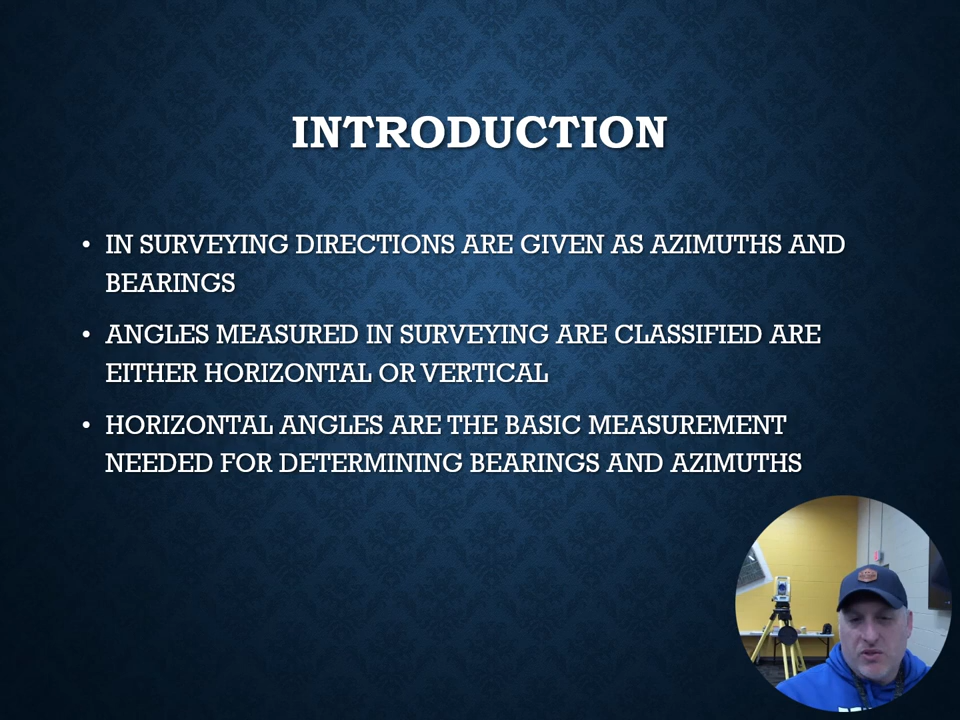 INTRODUCTION
• IN SURVEYING DIRECTIONS ARE GIVEN AS AZIMUTHS AND
BEARINGS
• ANGLES MEASURED IN SURVEYING ARE CLASSIFIED ARE
EITHER HORIZONTAL OR VERTICAL
• HORIZONTAL ANGLES ARE THE BASIC MEASUREMENT
NEEDED FOR DETERMINING BEARINGS AND AZIMUTHS